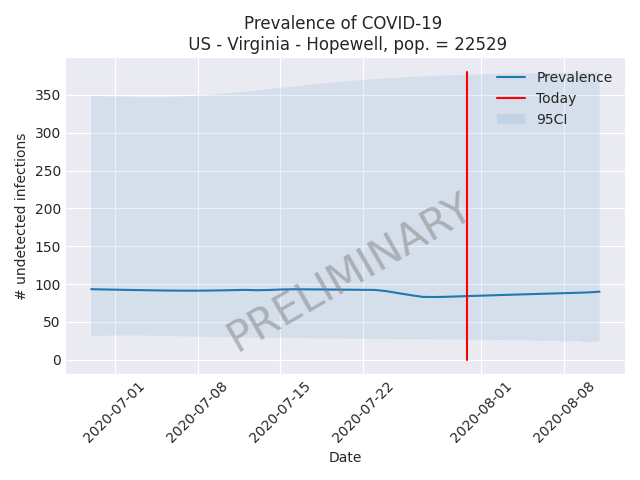 Prevalence of COVID-19
US - Virginia - Hopewell, pop. = 22529
Prevalence
Today
95CI
# undetected infections
350
300
250
200
150
100
50
0
PRELIMINARY
2020-07-01
2020-07-08
2020-07-15
2020-07-22
2020-08-01
2020-08-08
Date